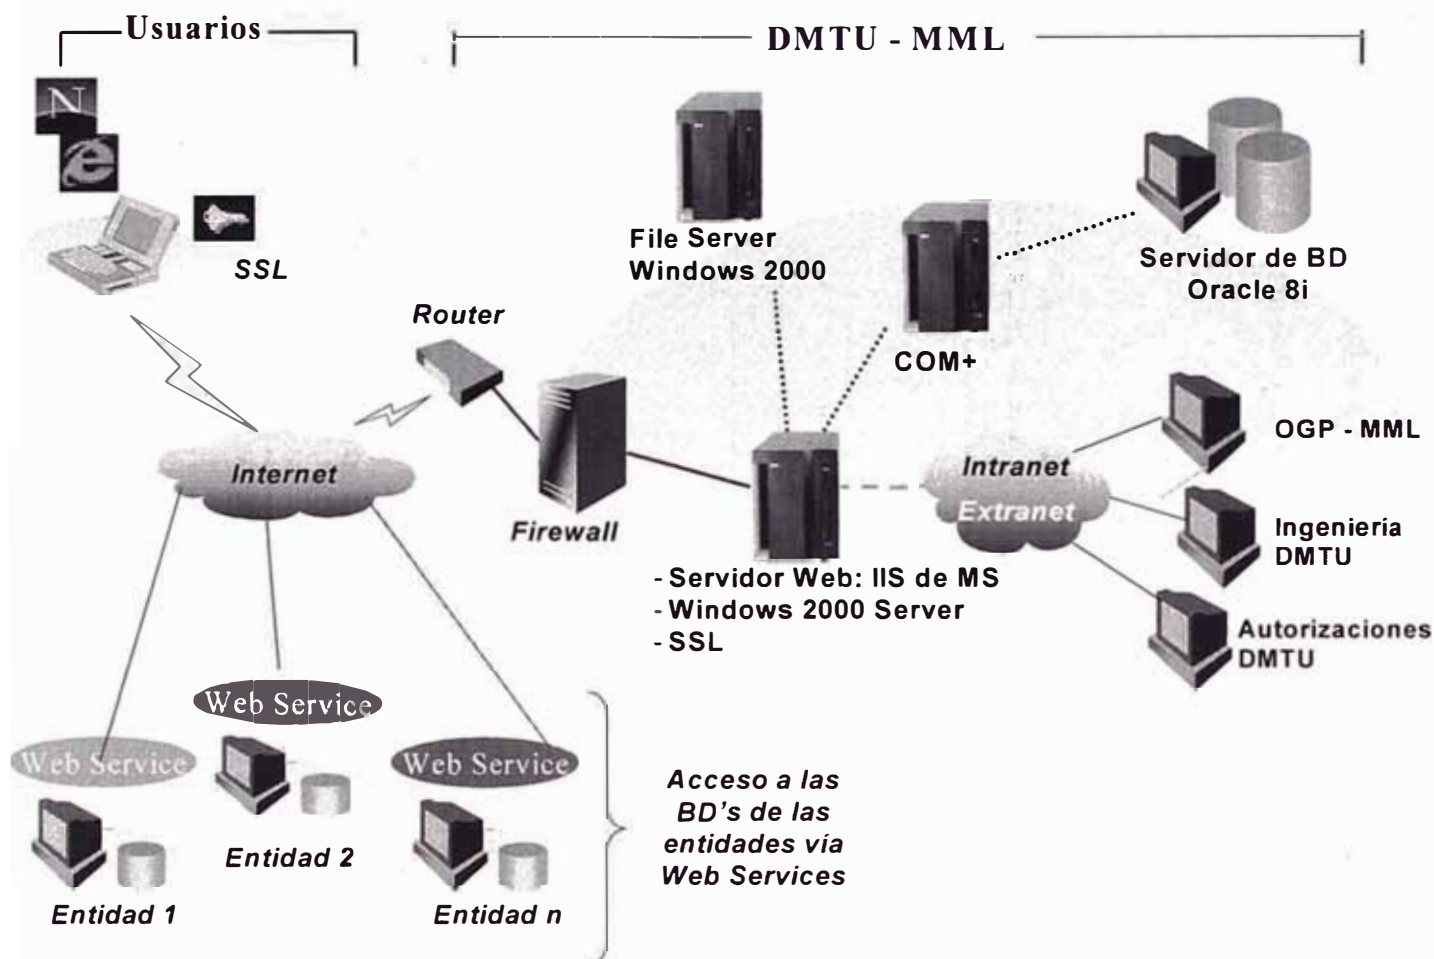 Usuarios
DMTU - MML
N
e
SSL
File Server
Windows 2000
COM+
Servidor de BD
Oracle 8i
Router
Internet
Firewall
- Servidor Web: IIS de MS
- Windows 2000 Server
- SSL
Intranet
Extranet
OGP - MML
Ingeniería
DMTU
Autorizaciones
DMTU
Web Service
Web Service
Web Service
Entidad 1
Entidad 2
Entidad n
Acceso a las
BD's de las
entidades vía
Web Services